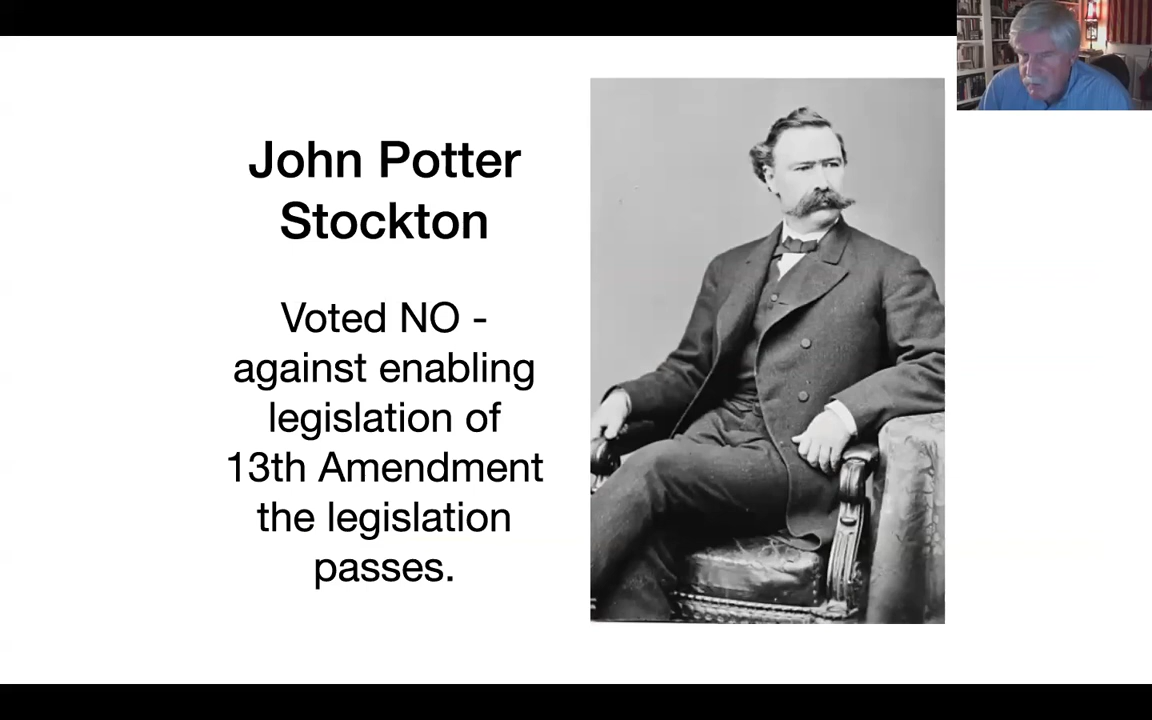 John Potter
Stockton
Voted NO -
against enabling
legislation of
13th Amendment
the legislation
passes.